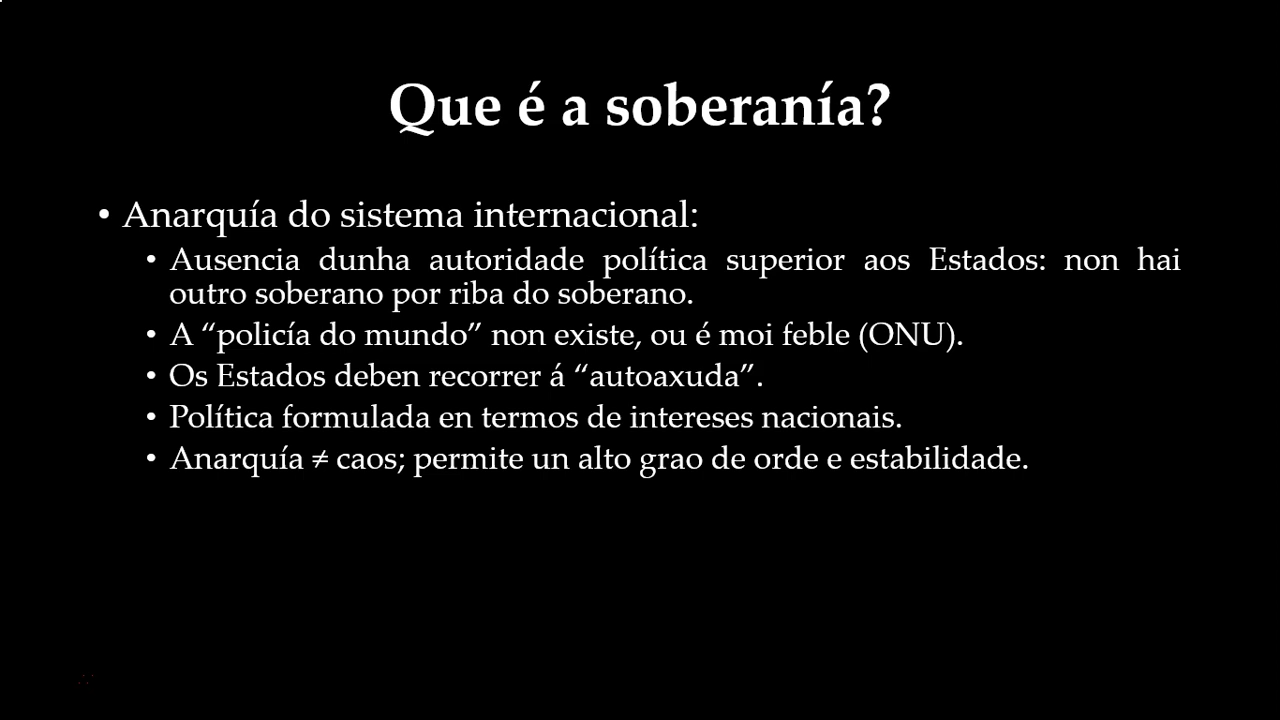 Que é a soberanía?
• Anarquía do sistema internacional:
• Ausencia dunha autoridade política superior aos Estados: non hai
outro soberano por riba do soberano.
• A “policía do mundo” non existe, ou é moi feble (ONU).
• Os Estados deben recorrer á “autoaxuda”.
• Política formulada en termos de intereses nacionais.
• Anarquía ≠ caos; permite un alto grao de orde e estabilidade.